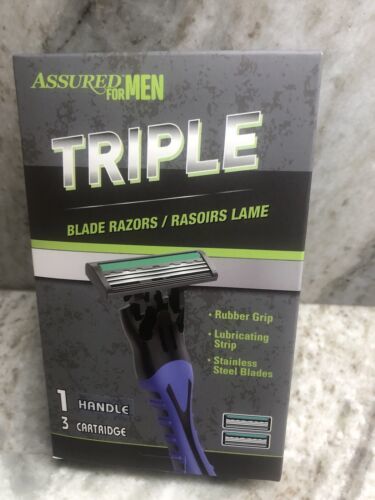 ASSURED FOR MEN
TRIPLE
BLADE RAZORS / RASOIRS LAME
• Rubber Grip
• Lubricating
Strip
• Stainless
Steel Blades
1 HANDLE
3 CARTRIDGE